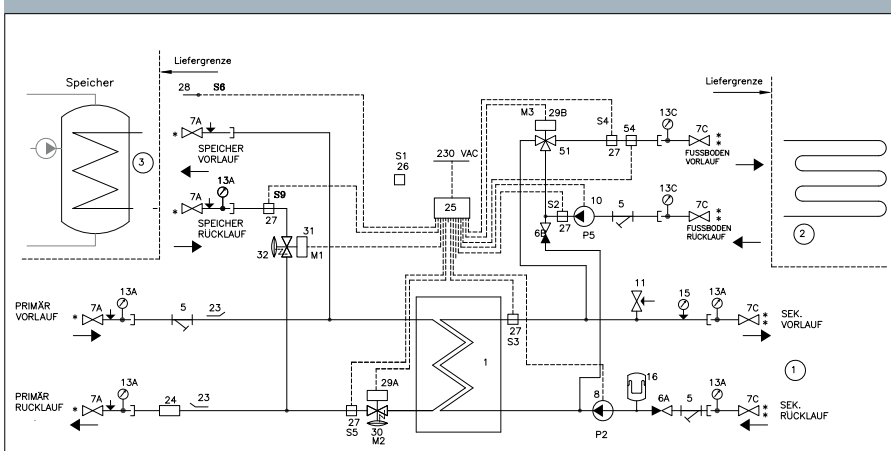 Liefergrenze
Speicher
3
28 S6
7A
*
SPEICHER
VORLAUF
13A
7A
*
S9
27
SPEICHER
RÜCKLAUF
31
32
M1
S1
26
230 VAC
25
Liefergrenze
M3
29B
S4
54
13C
7C
*
*
27
51
FUSSBODEN
VORLAUF
S2
10
5
13C
7C
*
*
27
6B
P5
FUSSBODEN
RÜCKLAUF
2
PRIMÄR
VORLAUF
*
7A
13A
5
23
27
S3
11
15
13A
7C
*
*
SEK.
VORLAUF
1
1
PRIMÄR
RUCKLAUF
*
7A
13A
24
23
27
S5
29A
30
M2
8
P2
16
6A
5
13A
7C
*
*
SEK.
RÜCKLAUF